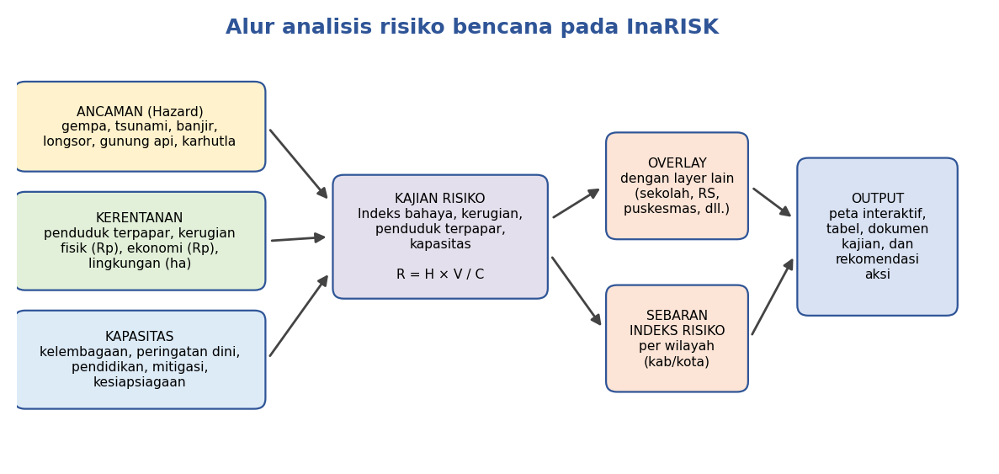 Alur analisis risiko bencana pada InaRISK
ANCAMAN (Hazard)
gempa, tsunami, banjir,
longsor, gunung api, karhutla
KERENTANAN
penduduk terpapar, kerugian
fisik (Rp), ekonomi (Rp),
lingkungan (ha)
KAPASITAS
kelembagaan, peringatan dini,
pendidikan, mitigasi,
kesiapsiagaan
KAJIAN RISIKO
Indeks bahaya, kerugian,
penduduk terpapar,
kapasitas
R = H × V / C
OVERLAY
dengan layer lain
(sekolah, RS,
puskesmas, dll.)
SEBARAN
INDEKS RISIKO
per wilayah
(kab/kota)
OUTPUT
peta interaktif,
tabel, dokumen
kajian, dan
rekomendasi
aksi